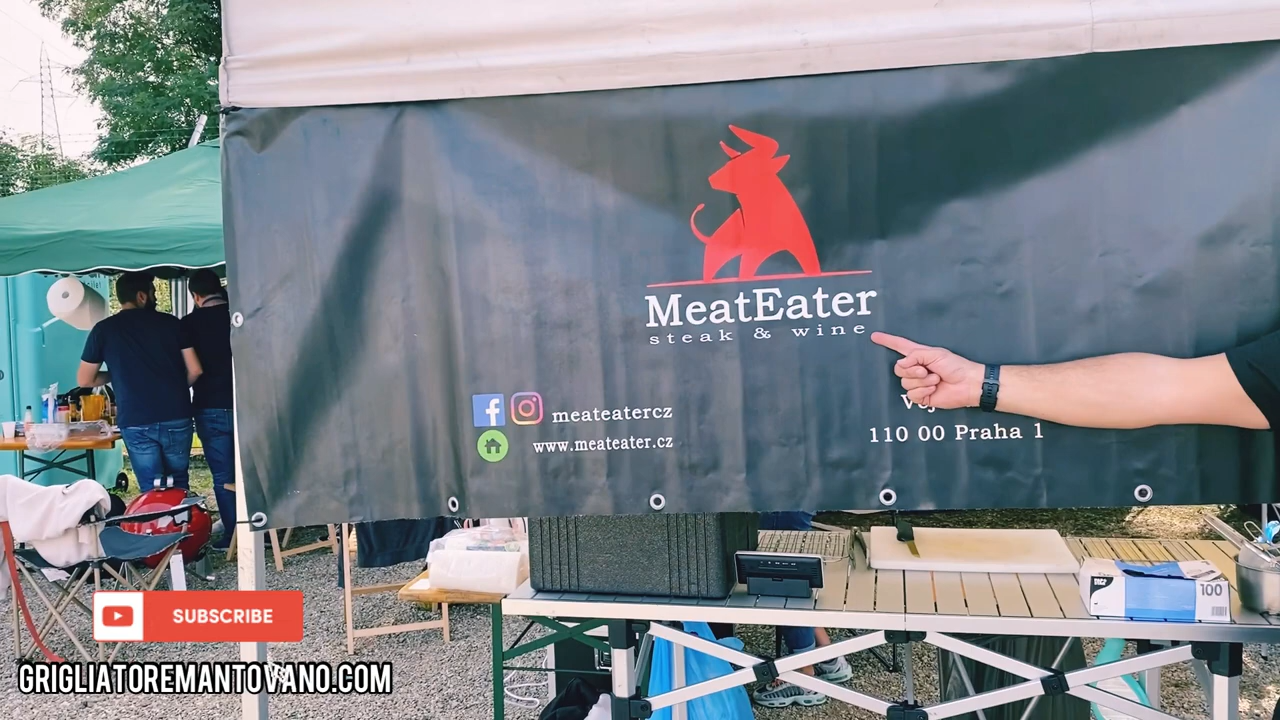 MeatEater
steak & wine
meateatercz
www.meateater.cz
110 00 Praha 1
100
SUBSCRIBE
GRIGLIATOREMANTOVANO.COM